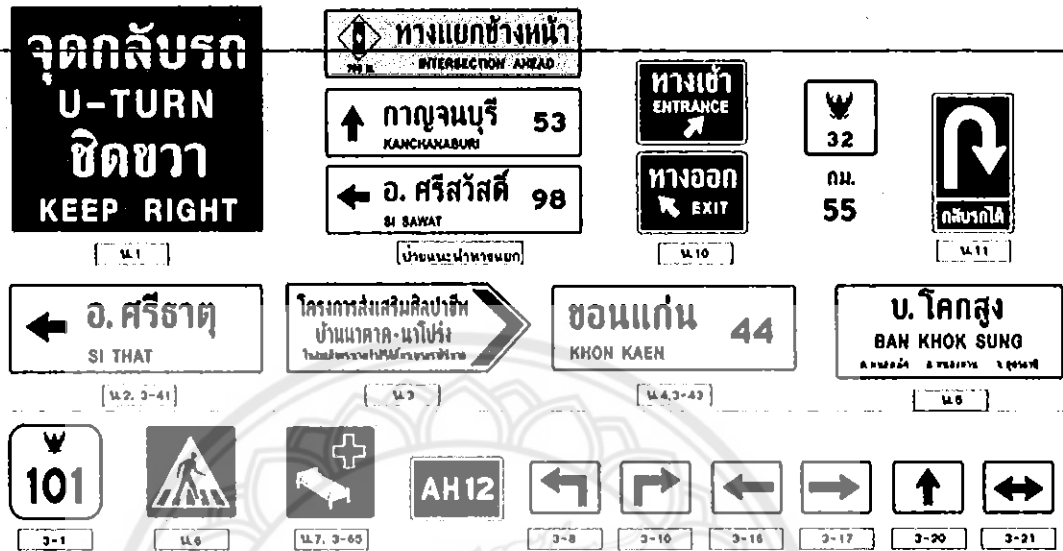 จุดกลับรถ
U-TURN
ชิดขวา
KEEP RIGHT
น.1
ทางแยกข้างหน้า
INTERSECTION AHEAD
กาญจนบุรี 53
KANCHANABURI
อ. ศรีสวัสดิ์ 98
SI SAWAT
ป้ายแนะนำทางแยก
ทางเข้า
ENTRANCE
ทางออก
EXIT
น.10
32
กม.
55
กลับรถได้
น.11
อ. ศรีธาตุ
SI THAT
น.2, 3-41
โครงการส่งเสริมศิลปาชีพ
บ้านนาตาด-นาโปร่ง
น.3
ขอนแก่น 44
KHON KAEN
น.4,3-43
บ. โคกสูง
BAN KHOK SUNG
น.5
101
3-1
น.6
น.7, 3-65
AH12
3-8
3-10
3-16
3-17
3-20
3-21